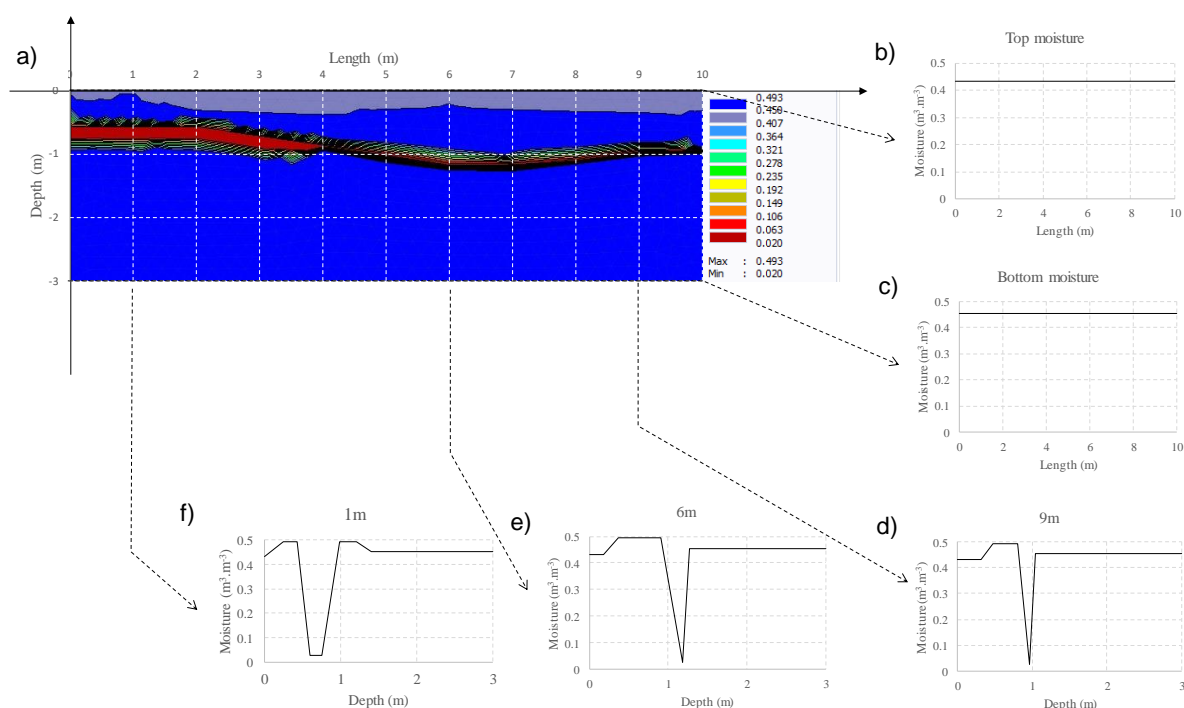 a)
Length (m)
0 1 2 3 4 5 6 7 8 9 10
Depth (m)
0
-1
-2
-3
0.493
0.450
0.407
0.364
0.321
0.278
0.235
0.192
0.149
0.106
0.063
0.020
Max : 0.493
Min : 0.020
b)
Top moisture
Moisture (m³.m⁻³)
0.5
0.4
0.3
0.2
0.1
0
0 2 4 6 8 10
Length (m)
c)
Bottom moisture
Moisture (m³.m⁻³)
0.5
0.4
0.3
0.2
0.1
0
0 2 4 6 8 10
Length (m)
f)
1m
Moisture (m³.m⁻³)
0.5
0.4
0.3
0.2
0.1
0
0 1 2 3
Depth (m)
e)
6m
Moisture (m³.m⁻³)
0.5
0.4
0.3
0.2
0.1
0
0 1 2 3
Depth (m)
d)
9m
Moisture (m³.m⁻³)
0.5
0.4
0.3
0.2
0.1
0
0 1 2 3
Depth (m)